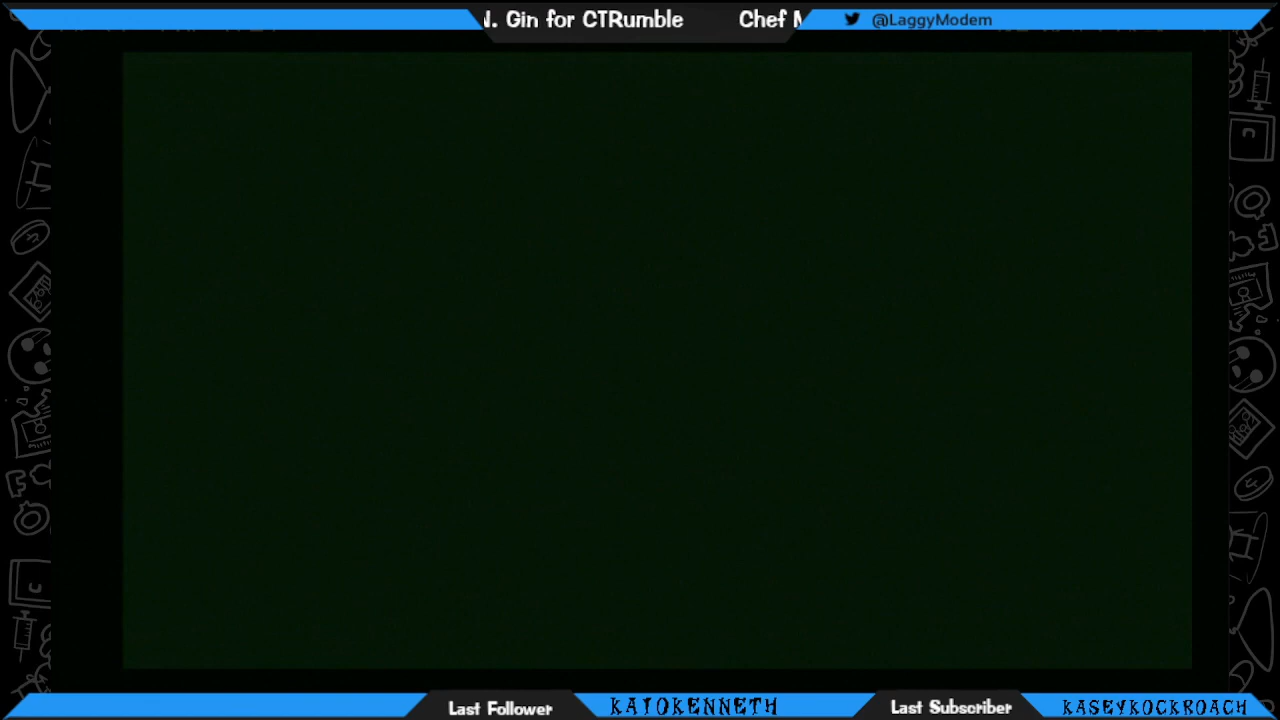 N. Gin for CTRumble Chef
@LaggyModem
Last Follower KAIOKENNETH Last Subscriber KASEYKOCKROACH